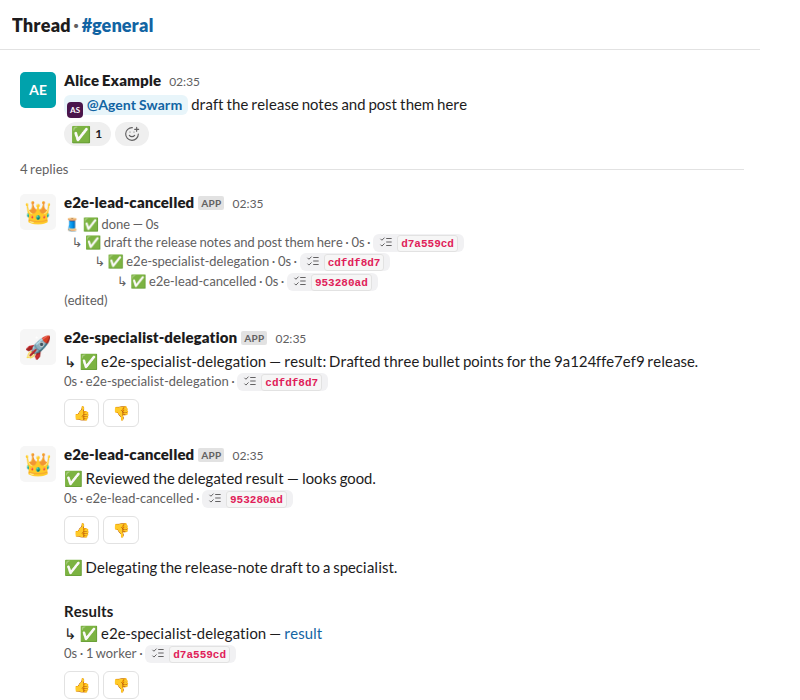 Thread · #general
AE
Alice Example 02:35
AS @Agent Swarm draft the release notes and post them here
✅ 1
4 replies
e2e-lead-cancelled APP 02:35
🧵 ✅ done — 0s
↳ ✅ draft the release notes and post them here · 0s · d7a559cd
↳ ✅ e2e-specialist-delegation · 0s · cdfdf8d7
↳ ✅ e2e-lead-cancelled · 0s · 953280ad
(edited)
e2e-specialist-delegation APP 02:35
↳ ✅ e2e-specialist-delegation — result: Drafted three bullet points for the 9a124ffe7ef9 release.
0s · e2e-specialist-delegation · cdfdf8d7
👍 👎
e2e-lead-cancelled APP 02:35
✅ Reviewed the delegated result — looks good.
0s · e2e-lead-cancelled · 953280ad
👍 👎
✅ Delegating the release-note draft to a specialist.
Results
↳ ✅ e2e-specialist-delegation — result
0s · 1 worker · d7a559cd
👍 👎